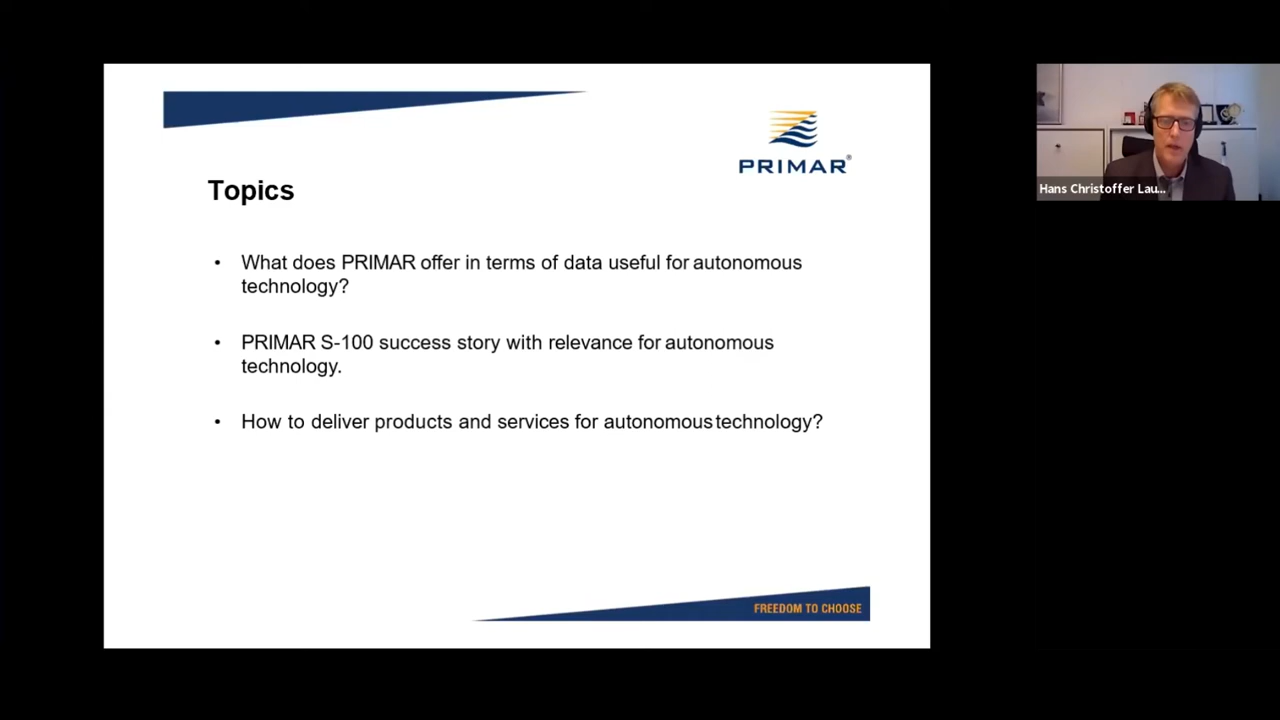 PRIMAR®
Topics
• What does PRIMAR offer in terms of data useful for autonomous
technology?
• PRIMAR S-100 success story with relevance for autonomous
technology.
• How to deliver products and services for autonomous technology?
FREEDOM TO CHOOSE
Hans Christoffer Lau...